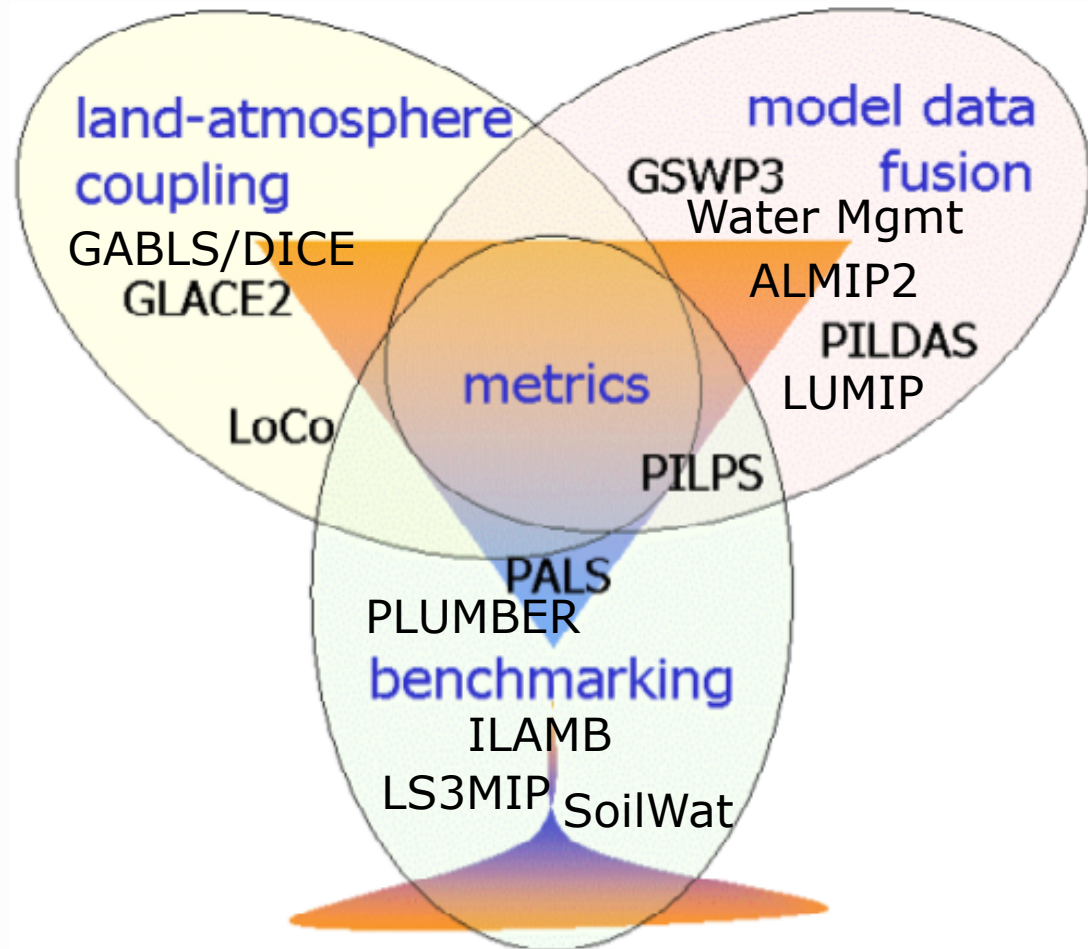 land-atmosphere
coupling
GABLS/DICE
GLACE2
LoCo
model data
fusion
GSWP3
Water Mgmt
ALMIP2
PILDAS
LUMIP
metrics
PILPS
PALS
PLUMBER
benchmarking
ILAMB
LS3MIP
SoilWat